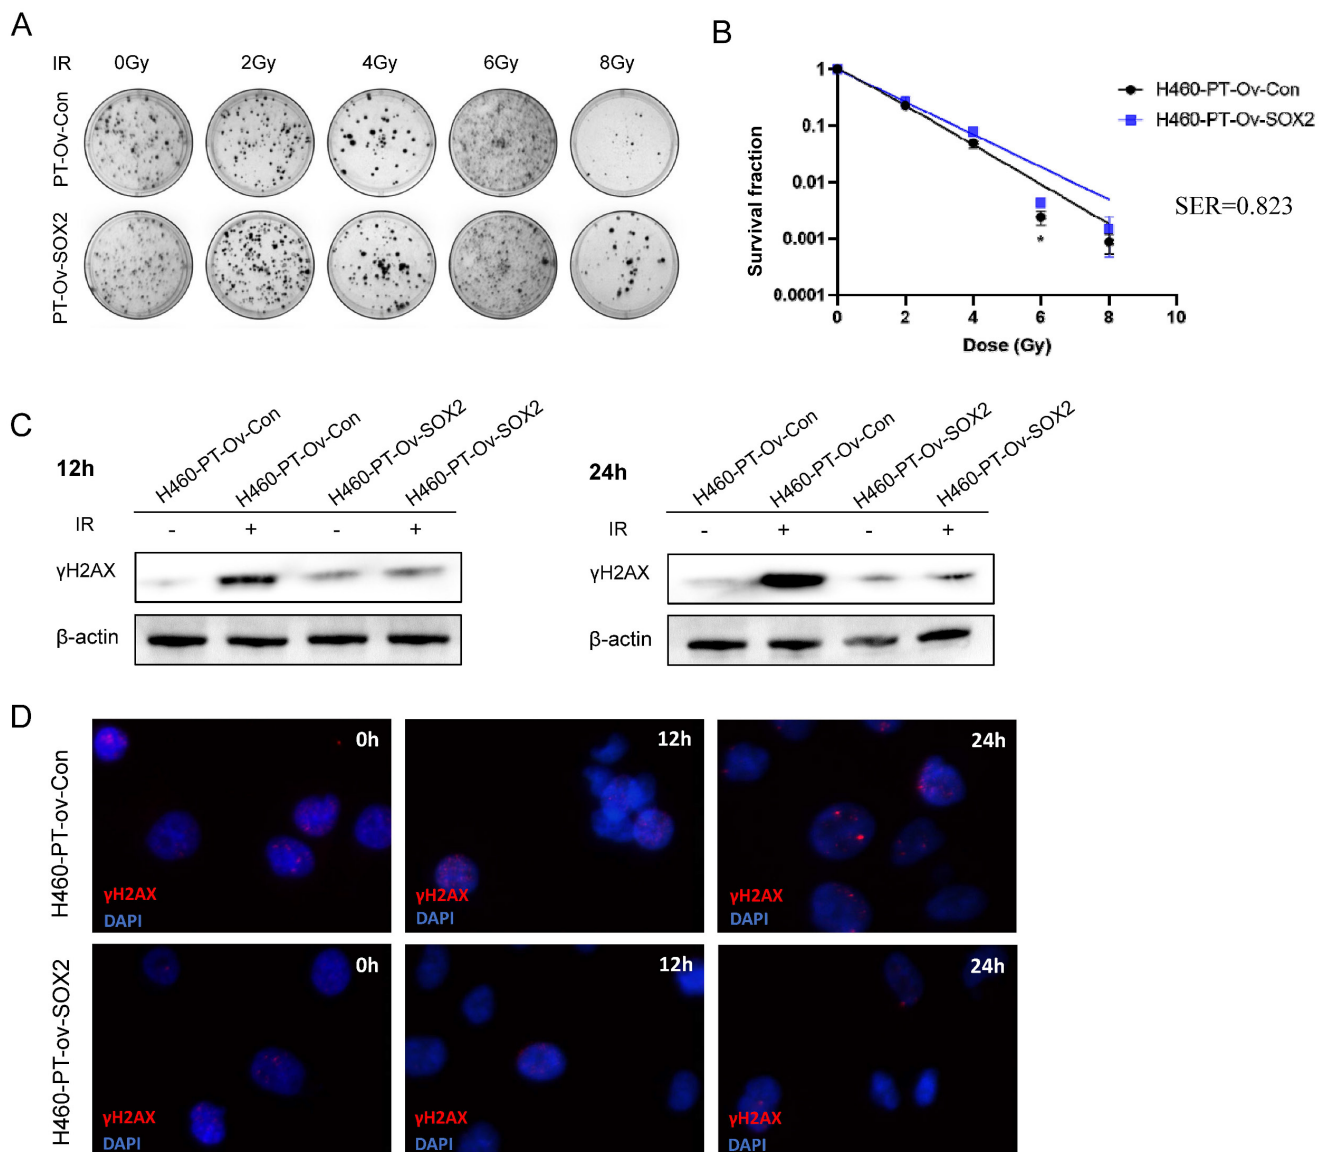 A
IR 0Gy 2Gy 4Gy 6Gy 8Gy
PT-Ov-Con
PT-Ov-SOX2
B
Survival fraction
1
0.1
0.01
0.001
0.0001
0 2 4 6 8 10
Dose (Gy)
*
H460-PT-Ov-Con
H460-PT-Ov-SOX2
SER=0.823
C
12h
H460-PT-Ov-Con H460-PT-Ov-Con H460-PT-Ov-SOX2 H460-PT-Ov-SOX2
IR - + - +
γH2AX
β-actin
24h
H460-PT-Ov-Con H460-PT-Ov-Con H460-PT-Ov-SOX2 H460-PT-Ov-SOX2
IR - + - +
γH2AX
β-actin
D
H460-PT-ov-Con
0h
γH2AX
DAPI
12h
γH2AX
DAPI
24h
γH2AX
DAPI
H460-PT-ov-SOX2
0h
γH2AX
DAPI
12h
γH2AX
DAPI
24h
γH2AX
DAPI